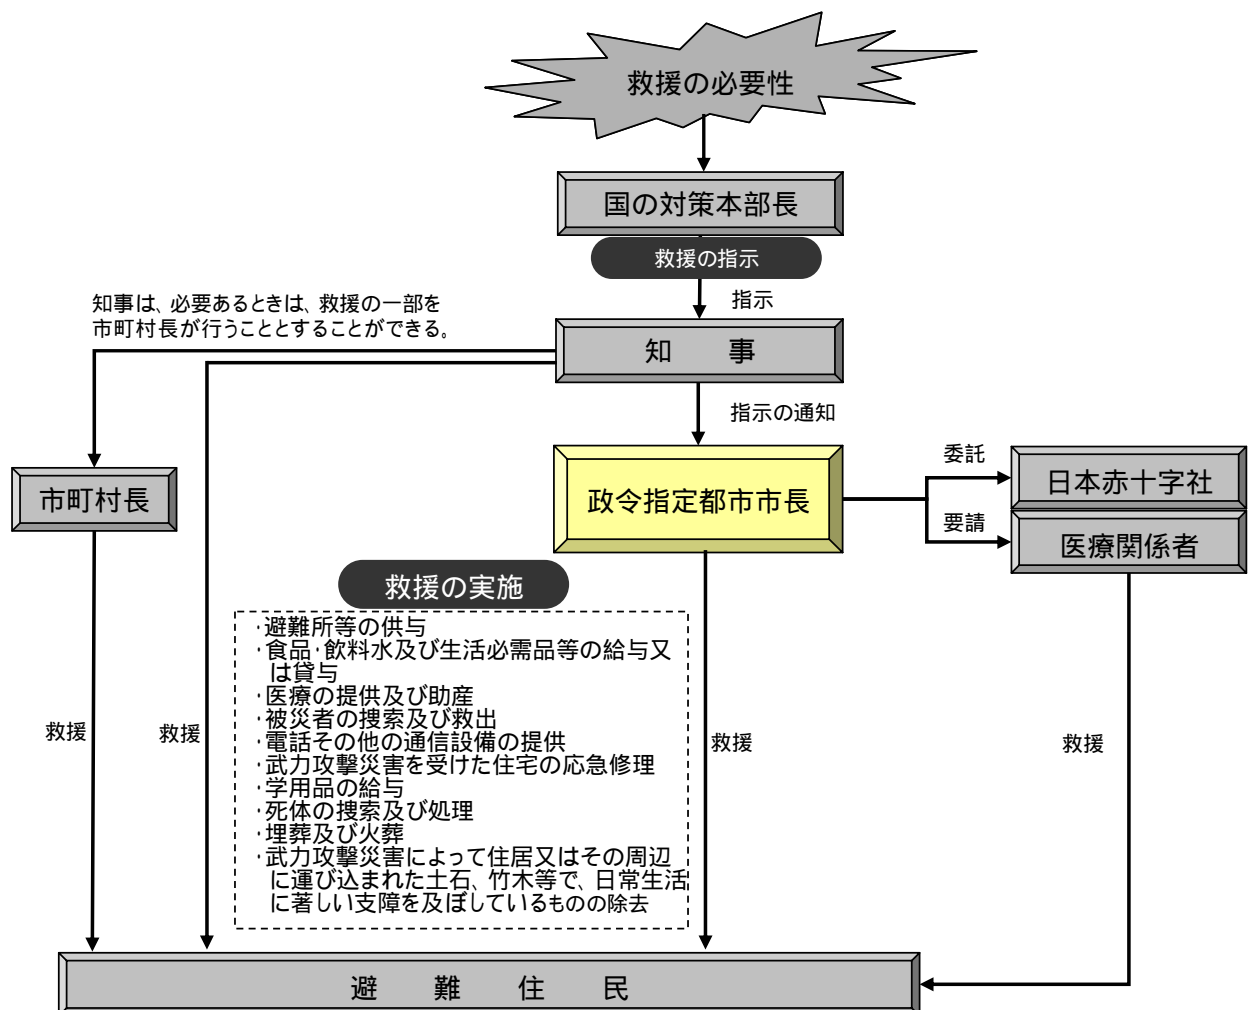 救援の必要性
国の対策本部長
救援の指示
指示
知事は、必要あるときは、救援の一部を
市町村長が行うこととすることができる。
知　　事
指示の通知
市町村長
政令指定都市市長
委託
日本赤十字社
要請
医療関係者
救援の実施
・避難所等の供与
・食品・飲料水及び生活必需品等の給与又
は貸与
・医療の提供及び助産
・被災者の捜索及び救出
・電話その他の通信設備の提供
・武力攻撃災害を受けた住宅の応急修理
・学用品の給与
・死体の捜索及び処理
・埋葬及び火葬
・武力攻撃災害によって住居又はその周辺
に運び込まれた土石、竹木等で、日常生活
に著しい支障を及ぼしているものの除去
救援
救援
救援
救援
避　　難　　住　　民